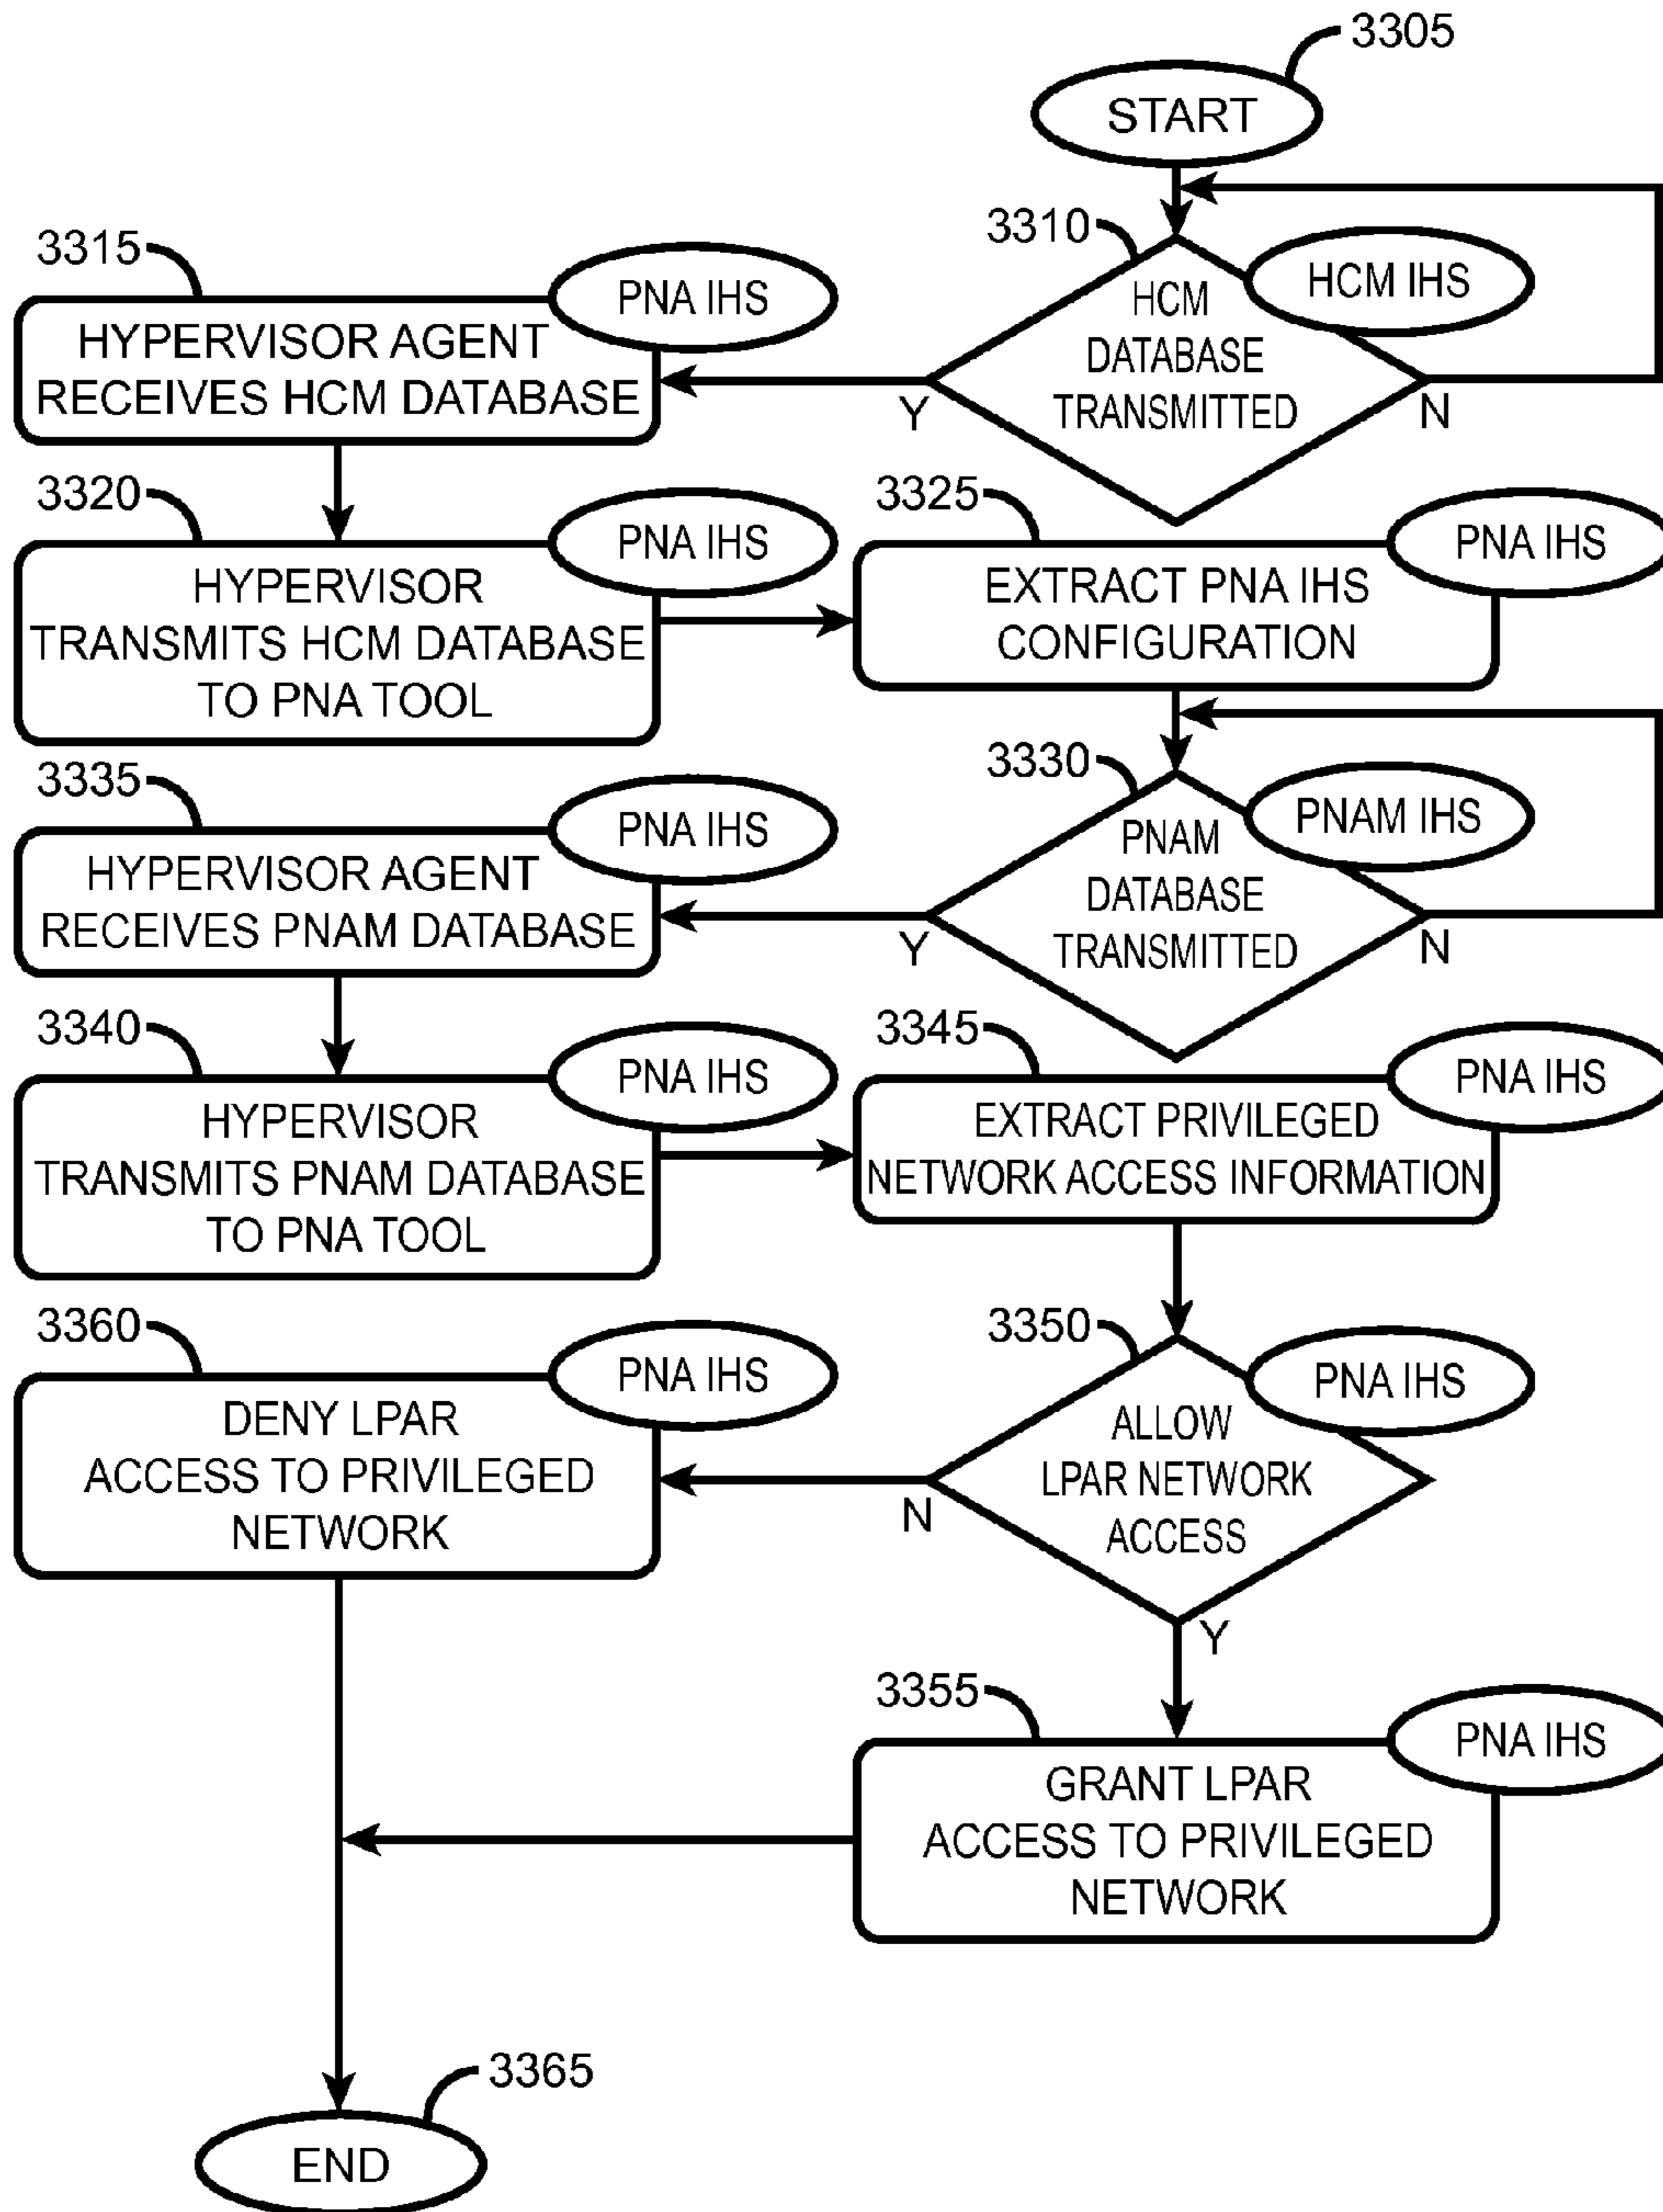 3305
START
3310
HCM IHS
HCM
DATABASE
TRANSMITTED
Y
N
3315
PNA IHS
HYPERVISOR AGENT
RECEIVES HCM DATABASE
3320
PNA IHS
HYPERVISOR
TRANSMITS HCM DATABASE
TO PNA TOOL
3325
PNA IHS
EXTRACT PNA IHS
CONFIGURATION
3330
PNAM IHS
PNAM
DATABASE
TRANSMITTED
Y
N
3335
PNA IHS
HYPERVISOR AGENT
RECEIVES PNAM DATABASE
3340
PNA IHS
HYPERVISOR
TRANSMITS PNAM DATABASE
TO PNA TOOL
3345
PNA IHS
EXTRACT PRIVILEGED
NETWORK ACCESS INFORMATION
3350
PNA IHS
ALLOW
LPAR NETWORK
ACCESS
N
Y
3360
PNA IHS
DENY LPAR
ACCESS TO PRIVILEGED
NETWORK
3355
PNA IHS
GRANT LPAR
ACCESS TO PRIVILEGED
NETWORK
3365
END